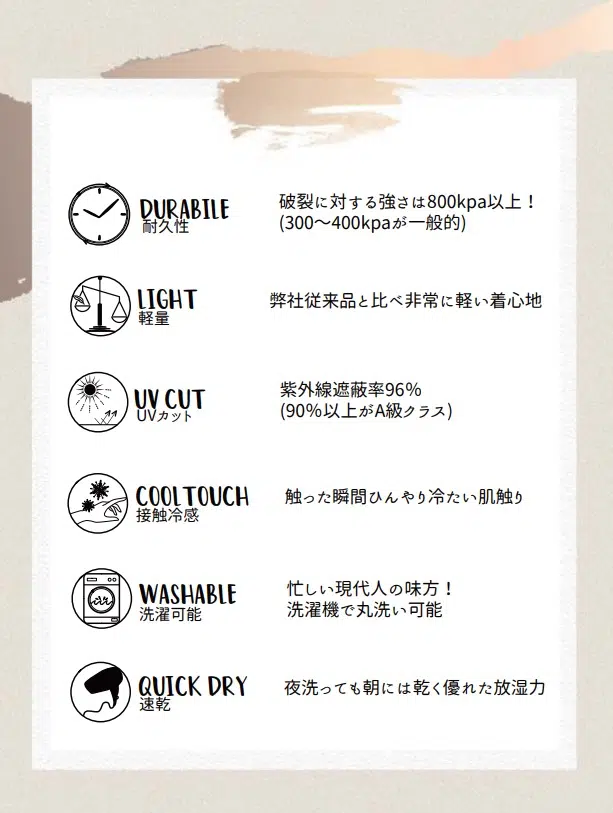 DURABILE
耐久性
破裂に対する強さは800kpa以上！
(300〜400kpaが一般的)
LIGHT
軽量
弊社従来品と比べ非常に軽い着心地
UV CUT
UVカット
紫外線遮蔽率96%
(90%以上がA級クラス)
COOLTOUCH
接触冷感
触った瞬間ひんやり冷たい肌触り
WASHABLE
洗濯可能
忙しい現代人の味方！
洗濯機で丸洗い可能
QUICK DRY
速乾
夜洗っても朝には乾く優れた放湿力